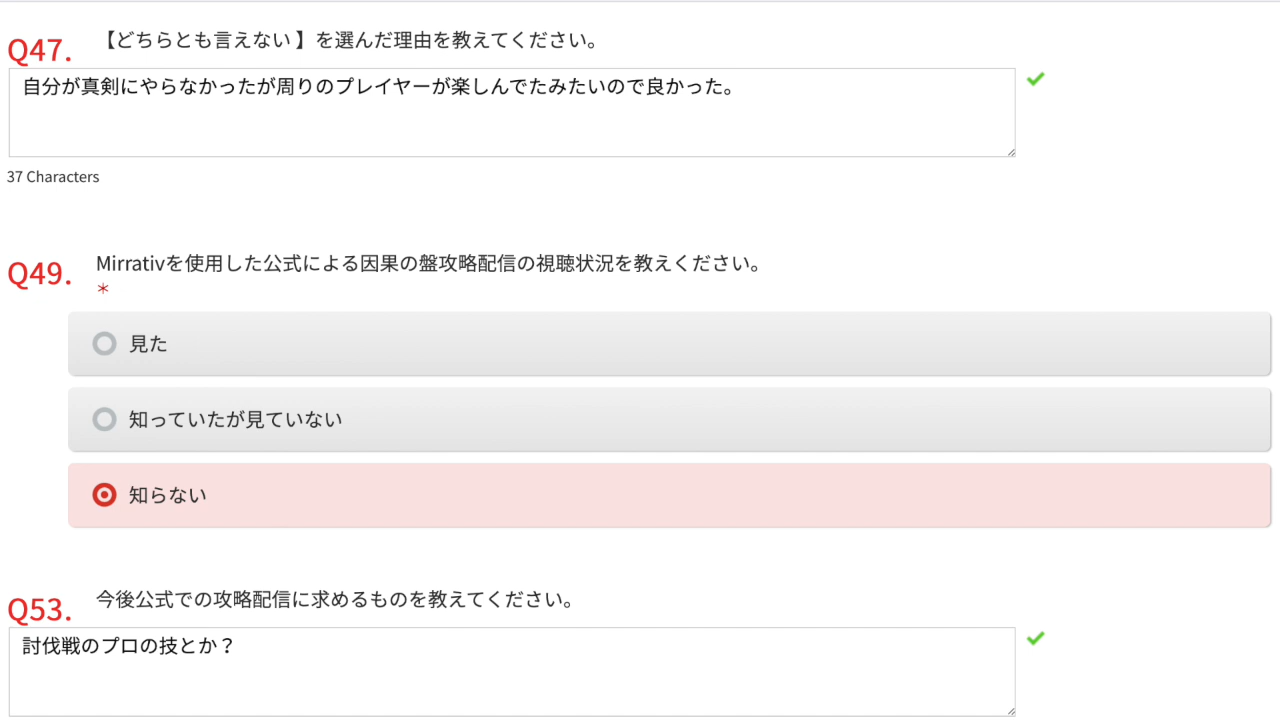 Q47.
【どちらとも言えない 】を選んだ理由を教えてください。
自分が真剣にやらなかったが周りのプレイヤーが楽しんでたみたいので良かった。
37 Characters
Q49.
Mirrativを使用した公式による因果の盤攻略配信の視聴状況を教えください。
*
見た
知っていたが見ていない
知らない
Q53.
今後公式での攻略配信に求めるものを教えてください。
討伐戦のプロの技とか？